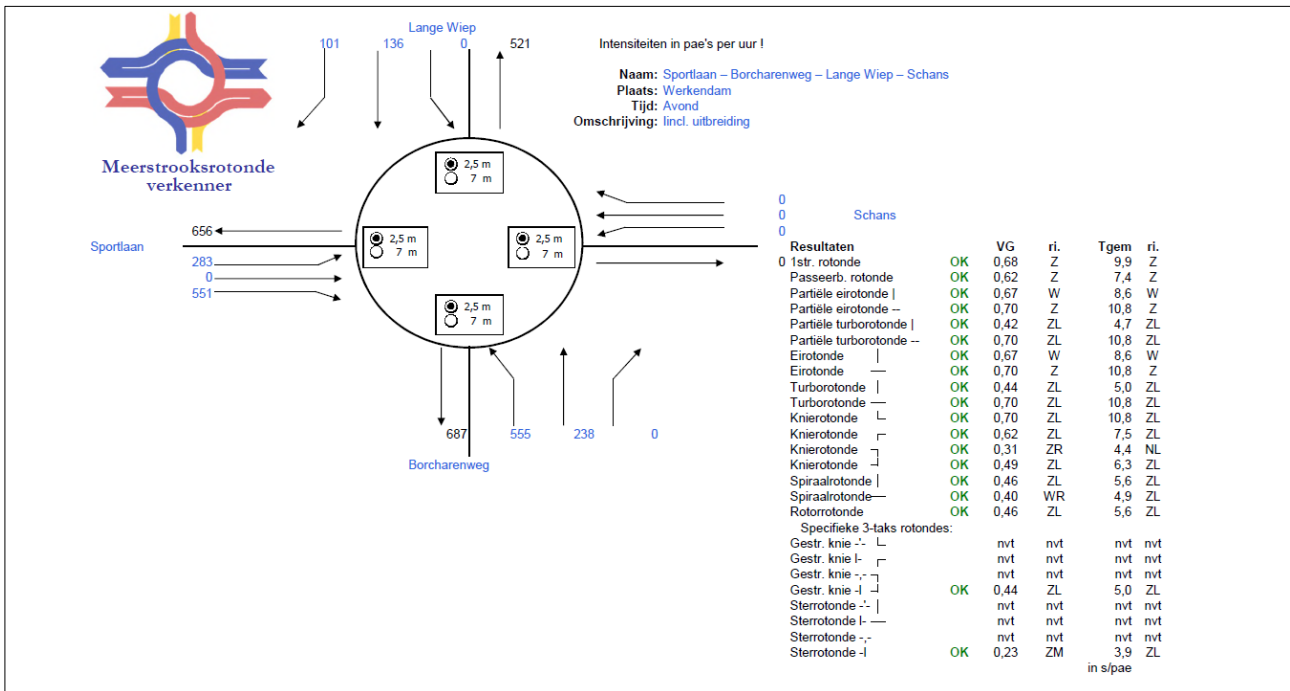 Lange Wiep
101 136 0 521
Intensiteiten in pae's per uur !
Naam: Sportlaan – Borcharenweg – Lange Wiep – Schans
Plaats: Werkendam
Tijd: Avond
Omschrijving: Iincl. uitbreiding
Meerstrooksrotonde
verkenner
2,5 m
7 m
656
Sportlaan
283
0
551
2,5 m
7 m
2,5 m
7 m
0
0
0
Schans
0
2,5 m
7 m
687 555 238 0
Borcharenweg
Resultaten VG ri. Tgem ri.
1str. rotonde OK 0,68 Z 9,9 Z
Passeerb. rotonde OK 0,62 Z 7,4 Z
Partiële eirotonde | OK 0,67 W 8,6 W
Partiële eirotonde -- OK 0,70 Z 10,8 Z
Partiële turborotonde | OK 0,42 ZL 4,7 ZL
Partiële turborotonde -- OK 0,70 ZL 10,8 ZL
Eirotonde OK 0,67 W 8,6 W
Eirotonde OK 0,70 Z 10,8 Z
Turborotonde OK 0,44 ZL 5,0 ZL
Turborotonde OK 0,70 ZL 10,8 ZL
Knierotonde OK 0,70 ZL 10,8 ZL
Knierotonde OK 0,62 ZL 7,5 ZL
Knierotonde OK 0,31 ZR 4,4 NL
Knierotonde OK 0,49 ZL 6,3 ZL
Spiraalrotonde OK 0,46 ZL 5,6 ZL
Spiraalrotonde OK 0,40 WR 4,9 ZL
Rotorrotonde OK 0,46 ZL 5,6 ZL
Specifieke 3-taks rotondes:
Gestr. knie -'- nvt nvt nvt nvt
Gestr. knie I- nvt nvt nvt nvt
Gestr. knie -,- nvt nvt nvt nvt
Gestr. knie -I OK 0,44 ZL 5,0 ZL
Sterrotonde -'- nvt nvt nvt nvt
Sterrotonde I- nvt nvt nvt nvt
Sterrotonde -,- nvt nvt nvt nvt
Sterrotonde -I OK 0,23 ZM 3,9 ZL
in s/pae